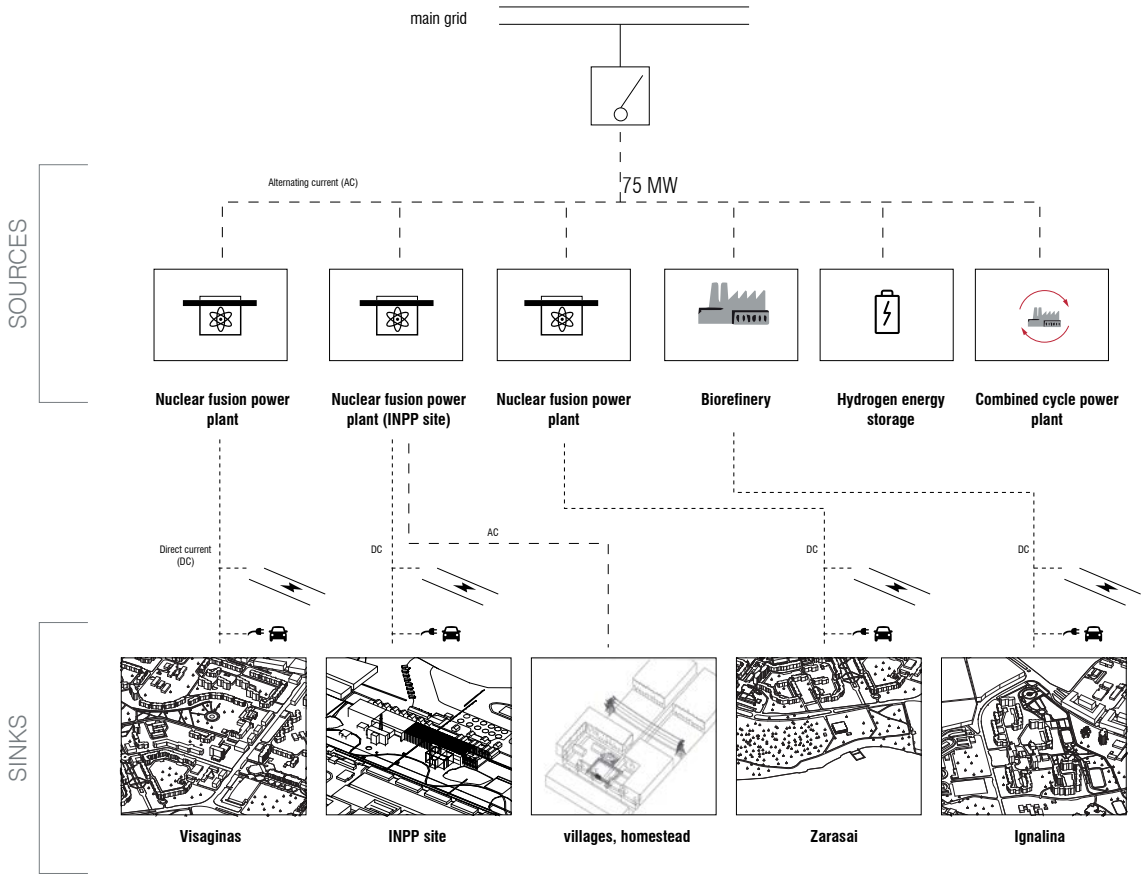 main grid
75 MW
Alternating current (AC)
SOURCES
Nuclear fusion power
plant
Nuclear fusion power
plant (INPP site)
Nuclear fusion power
plant
Biorefinery
Hydrogen energy
storage
Combined cycle power
plant
Direct current
(DC)
DC
AC
DC
DC
SINKS
Visaginas
INPP site
villages, homestead
Zarasai
Ignalina